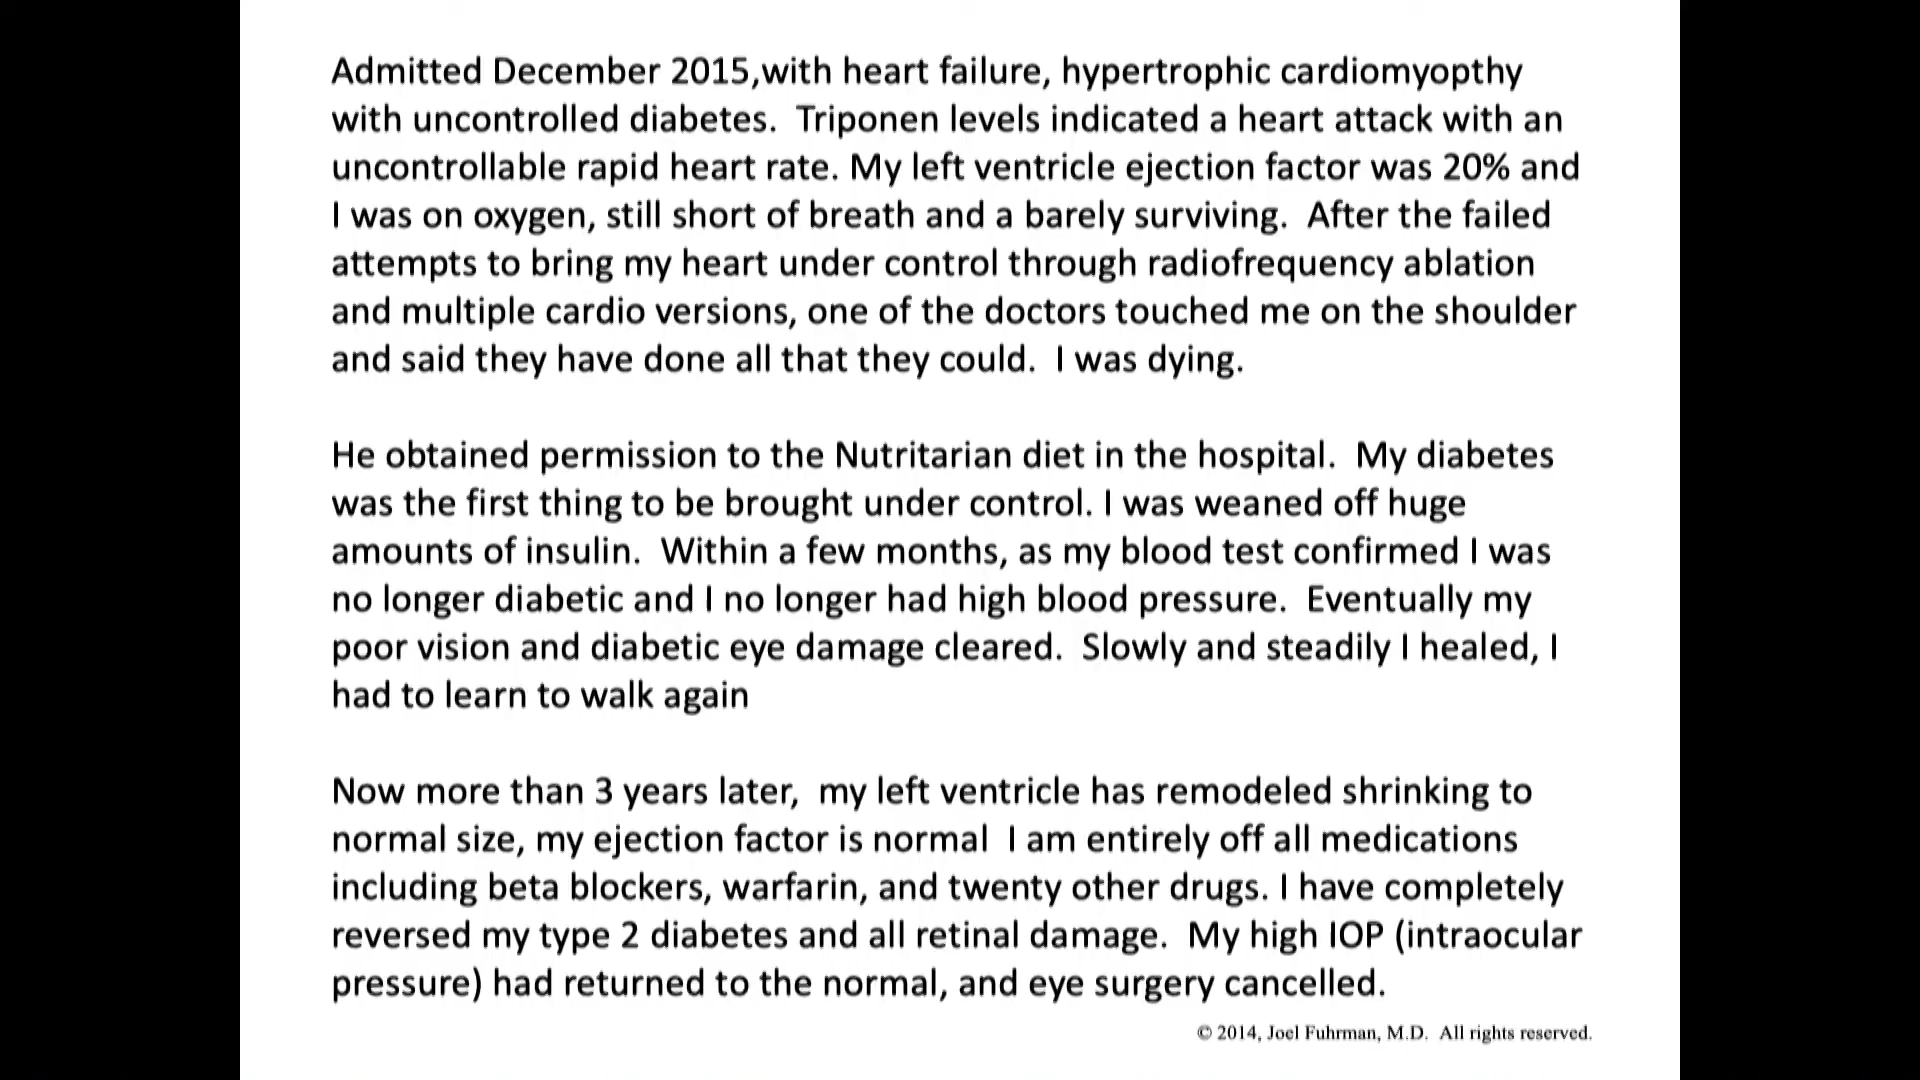 Admitted December 2015,with heart failure, hypertrophic cardiomyopthy
with uncontrolled diabetes.  Triponen levels indicated a heart attack with an
uncontrollable rapid heart rate. My left ventricle ejection factor was 20% and
I was on oxygen, still short of breath and a barely surviving.  After the failed
attempts to bring my heart under control through radiofrequency ablation
and multiple cardio versions, one of the doctors touched me on the shoulder
and said they have done all that they could.  I was dying.
He obtained permission to the Nutritarian diet in the hospital.  My diabetes
was the first thing to be brought under control. I was weaned off huge
amounts of insulin.  Within a few months, as my blood test confirmed I was
no longer diabetic and I no longer had high blood pressure.  Eventually my
poor vision and diabetic eye damage cleared.  Slowly and steadily I healed, I
had to learn to walk again
Now more than 3 years later,  my left ventricle has remodeled shrinking to
normal size, my ejection factor is normal  I am entirely off all medications
including beta blockers, warfarin, and twenty other drugs. I have completely
reversed my type 2 diabetes and all retinal damage.  My high IOP (intraocular
pressure) had returned to the normal, and eye surgery cancelled.
© 2014, Joel Fuhrman, M.D.  All rights reserved.